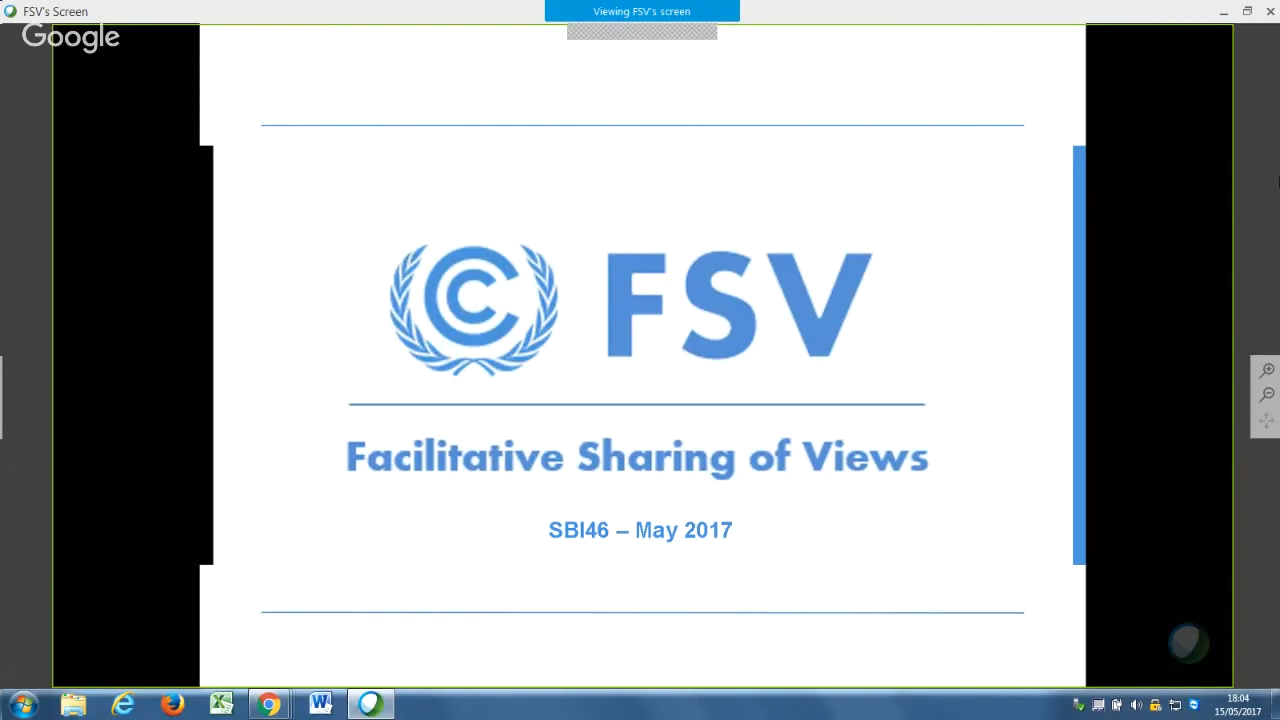 FSV's Screen
Viewing FSV's screen
Google
FSV
Facilitative Sharing of Views
SBI46 – May 2017
18:04
15/05/2017